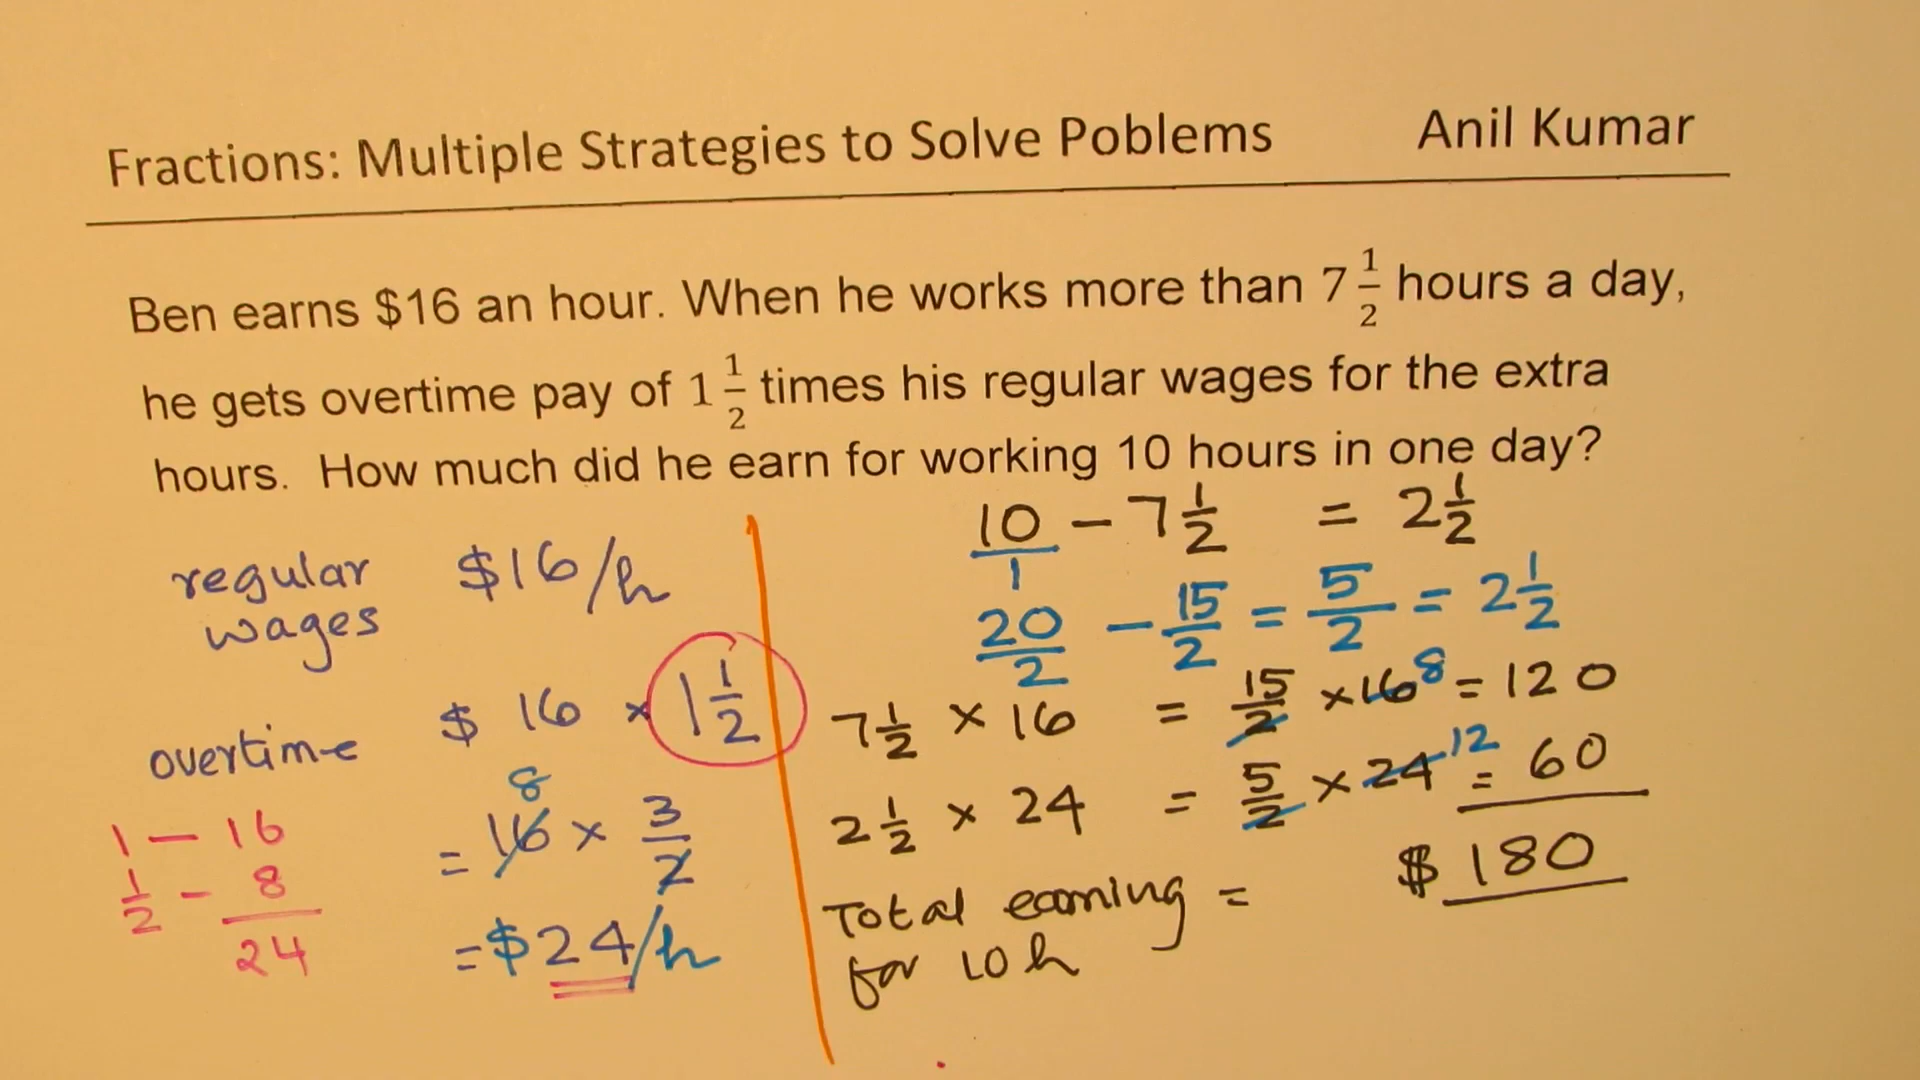 Fractions: Multiple Strategies to Solve Poblems Anil Kumar
Ben earns $16 an hour. When he works more than 7 1/2 hours a day,
he gets overtime pay of 1 1/2 times his regular wages for the extra
hours. How much did he earn for working 10 hours in one day?
regular wages $16/h
overtime $ 16 × 1 1/2
= 16 8 × 3/2
= $24/h
1 — 16
1/2 - 8
24
10/1 - 7 1/2 = 2 1/2
20/2 - 15/2 = 5/2 = 2 1/2
7 1/2 × 16 = 15/2 × 16 8 = 120
2 1/2 × 24 = 5/2 × 24 12 = 60
Total earning = $ 180
for 10 h